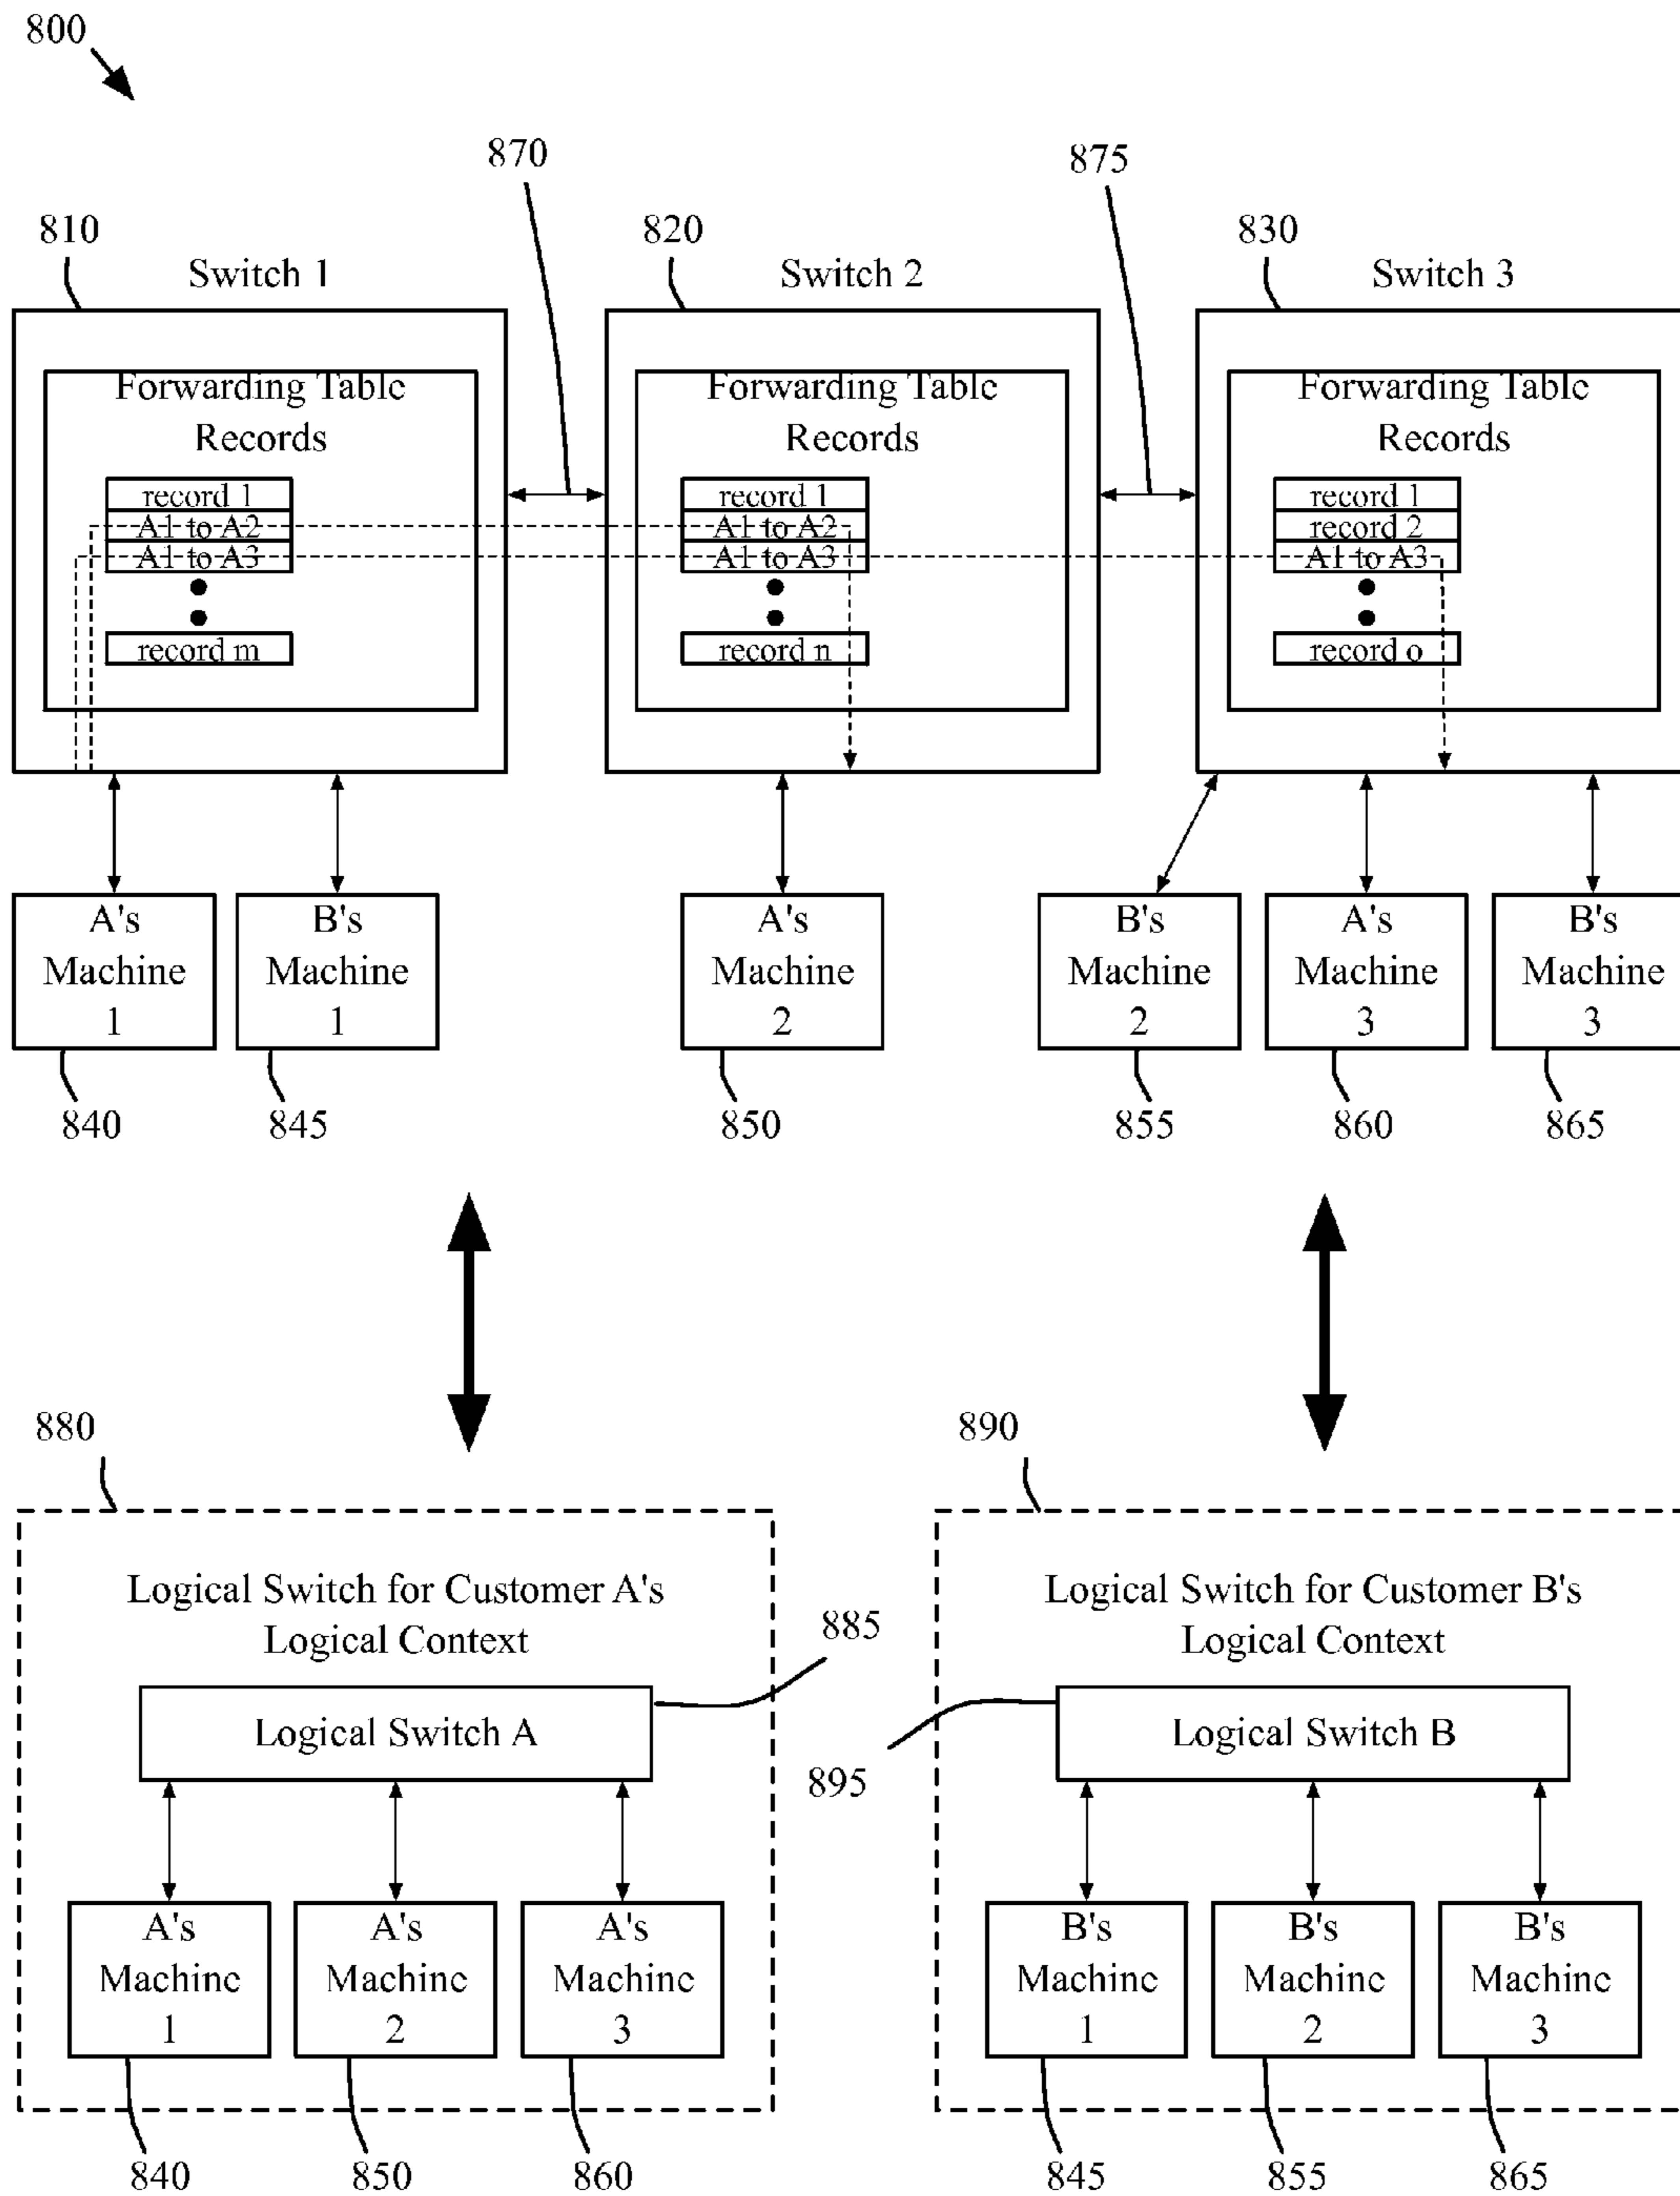 800
870
875
810
820
830
Switch 1
Switch 2
Switch 3
Forwarding Table
Records
record 1
A1 to A2
A1 to A3
record m
Forwarding Table
Records
record 1
A1 to A2
A1 to A3
record n
Forwarding Table
Records
record 1
record 2
A1 to A3
record o
A's
Machine
1
B's
Machine
1
A's
Machine
2
B's
Machine
2
A's
Machine
3
B's
Machine
3
840
845
850
855
860
865
880
890
Logical Switch for Customer A's
Logical Context
885
Logical Switch A
Logical Switch for Customer B's
Logical Context
895
Logical Switch B
A's
Machine
1
A's
Machine
2
A's
Machine
3
B's
Machine
1
B's
Machine
2
B's
Machine
3
840
850
860
845
855
865